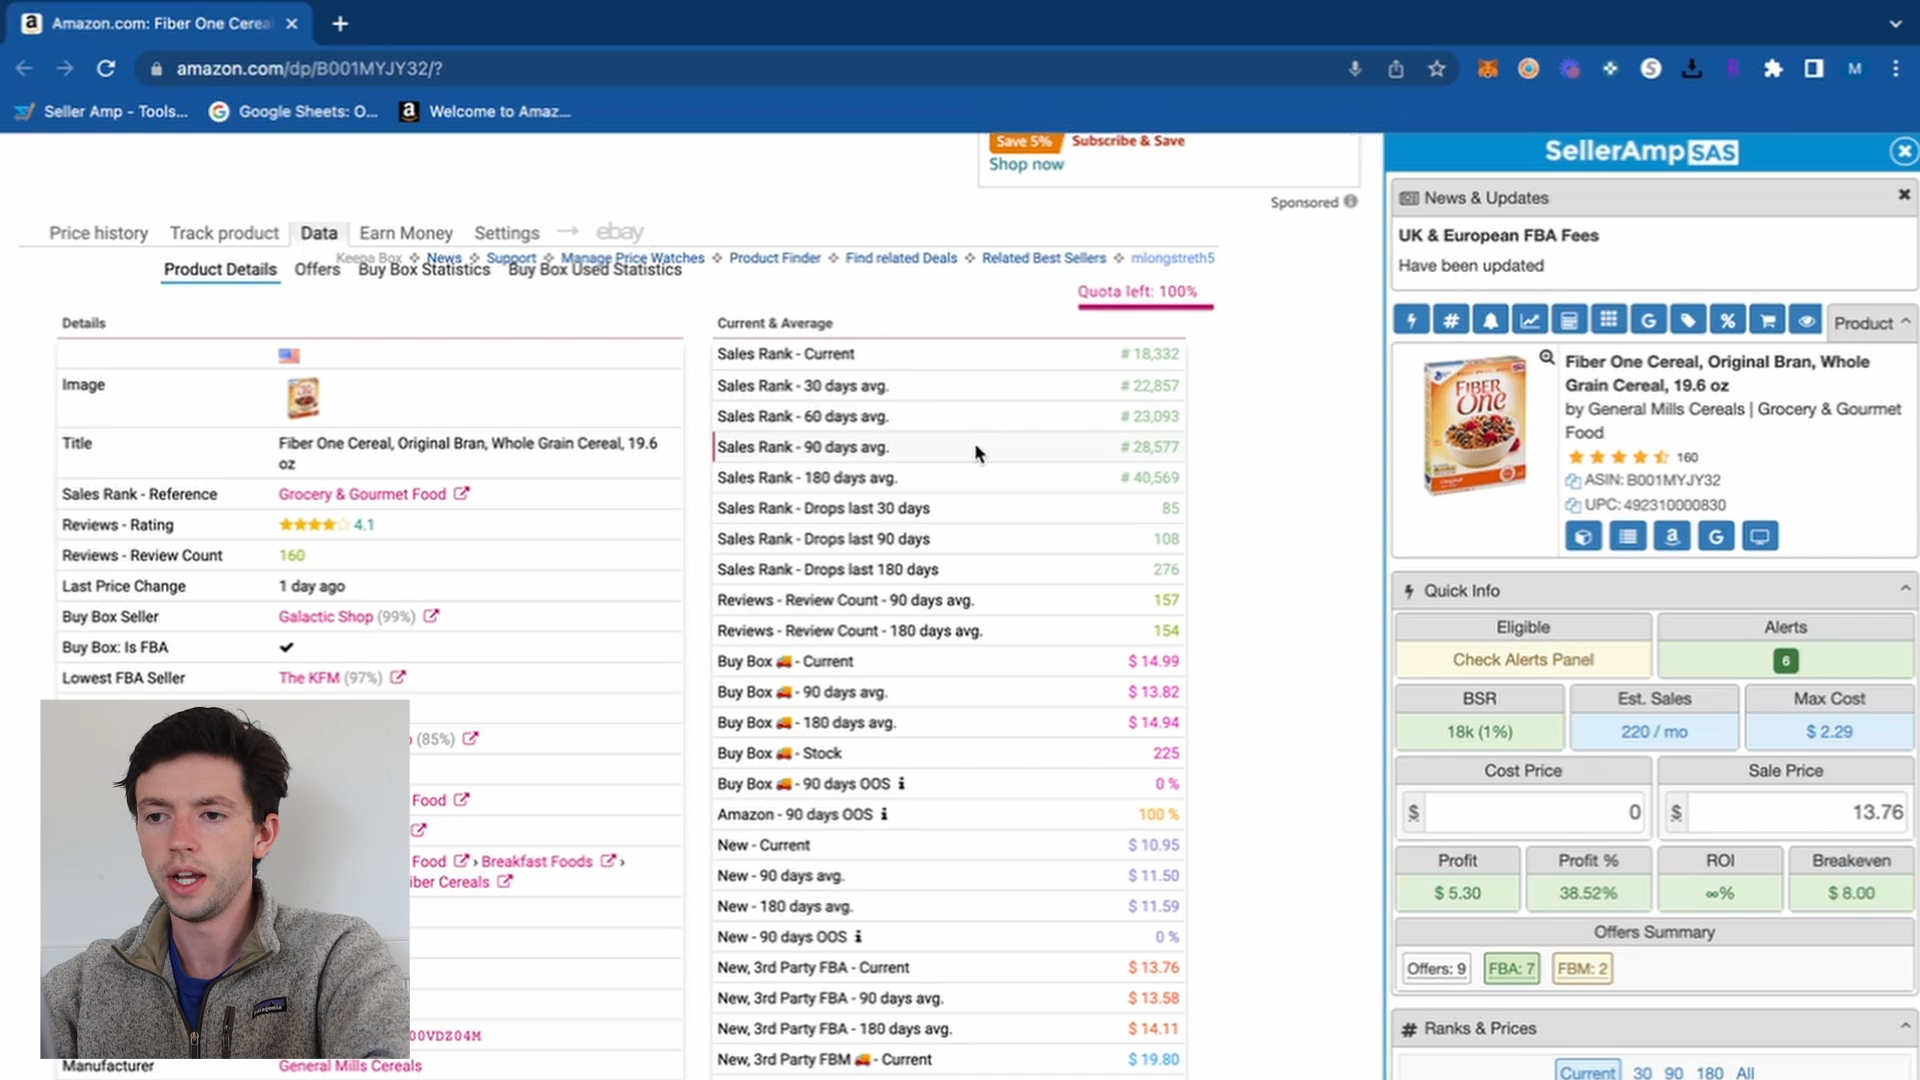 Amazon.com: Fiber One Cerea
amazon.com/dp/B001MYJY32/?
M
Seller Amp - Tools...
Google Sheets: O...
Welcome to Amaz...
Save 5% Subscribe & Save
Shop now
Sponsored
Price history Track product Data Earn Money Settings → ebay
Keepa Box News Support Manage Price Watches Product Finder Find related Deals Related Best Sellers mlongstreth5
Product Details Offers Buy Box Statistics Buy Box Used Statistics
Quota left: 100%
Details
Image
Title Fiber One Cereal, Original Bran, Whole Grain Cereal, 19.6
oz
Sales Rank - Reference Grocery & Gourmet Food
Reviews - Rating 4.1
Reviews - Review Count 160
Last Price Change 1 day ago
Buy Box Seller Galactic Shop (99%)
Buy Box: Is FBA ✔
Lowest FBA Seller The KFM (97%)
(85%)
Food
Food › Breakfast Foods ›
iber Cereals
00VDZ04M
Manufacturer General Mills Cereals
Current & Average
Sales Rank - Current # 18,332
Sales Rank - 30 days avg. # 22,857
Sales Rank - 60 days avg. # 23,093
Sales Rank - 90 days avg. # 28,577
Sales Rank - 180 days avg. # 40,569
Sales Rank - Drops last 30 days 85
Sales Rank - Drops last 90 days 108
Sales Rank - Drops last 180 days 276
Reviews - Review Count - 90 days avg. 157
Reviews - Review Count - 180 days avg. 154
Buy Box 🚚 - Current $ 14.99
Buy Box 🚚 - 90 days avg. $ 13.82
Buy Box 🚚 - 180 days avg. $ 14.94
Buy Box 🚚 - Stock 225
Buy Box 🚚 - 90 days OOS 0 %
Amazon - 90 days OOS 100 %
New - Current $ 10.95
New - 90 days avg. $ 11.50
New - 180 days avg. $ 11.59
New - 90 days OOS 0 %
New, 3rd Party FBA - Current $ 13.76
New, 3rd Party FBA - 90 days avg. $ 13.58
New, 3rd Party FBA - 180 days avg. $ 14.11
New, 3rd Party FBM 🚚 - Current $ 19.80
SellerAmp SAS
News & Updates
UK & European FBA Fees
Have been updated
Product
FIBER
One
Fiber One Cereal, Original Bran, Whole
Grain Cereal, 19.6 oz
by General Mills Cereals | Grocery & Gourmet
Food
160
ASIN: B001MYJY32
UPC: 492310000830
Quick Info
Eligible Alerts
Check Alerts Panel 6
BSR Est. Sales Max Cost
18k (1%) 220 / mo $ 2.29
Cost Price Sale Price
$ 0 $ 13.76
Profit Profit % ROI Breakeven
$ 5.30 38.52% ∞% $ 8.00
Offers Summary
Offers: 9 FBA: 7 FBM: 2
# Ranks & Prices
Current 30 90 180 All
patagonia